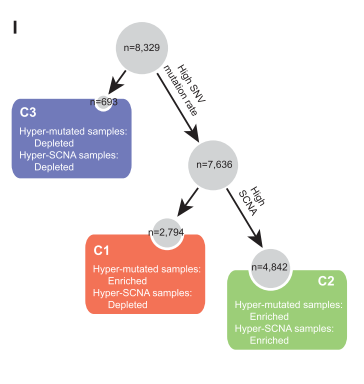 I
n=8,329
High SNV
mutation rate
n=693
C3
Hyper-mutated samples:
Depleted
Hyper-SCNA samples:
Depleted
n=7,636
High
SCNA
n=2,794
C1
Hyper-mutated samples:
Enriched
Hyper-SCNA samples:
Depleted
n=4,842
C2
Hyper-mutated samples:
Enriched
Hyper-SCNA samples:
Enriched